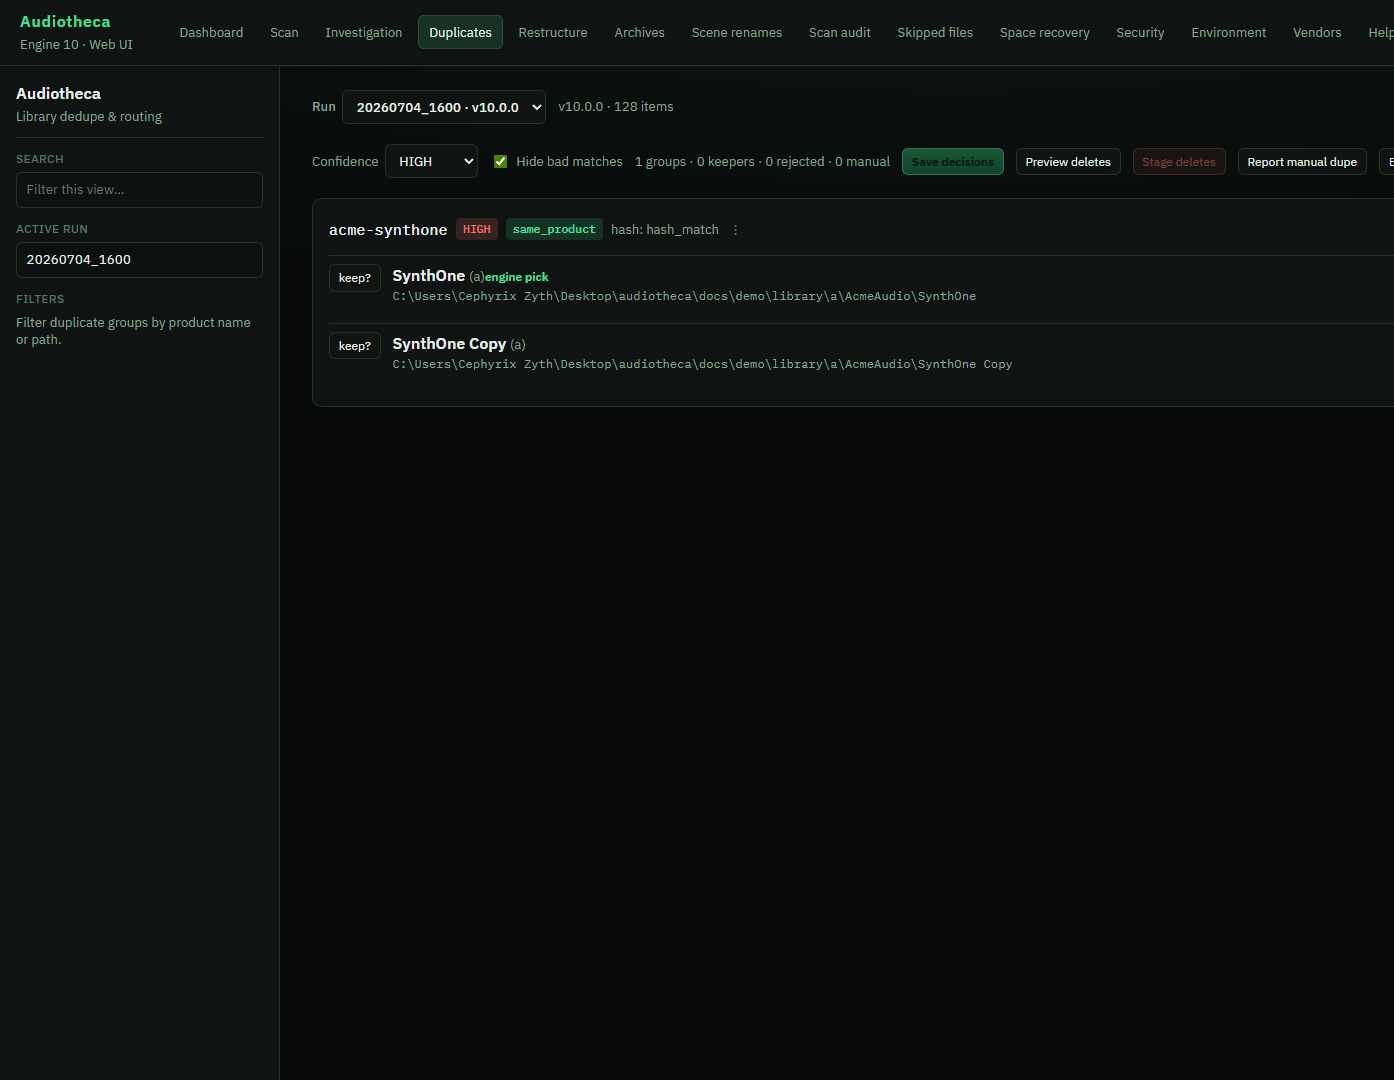 Audiotheca
Engine 10 · Web UI
Dashboard Scan Investigation Duplicates Restructure Archives Scene renames Scan audit Skipped files Space recovery Security Environment Vendors Help
Audiotheca
Library dedupe & routing
SEARCH
Filter this view...
ACTIVE RUN
20260704_1600
FILTERS
Filter duplicate groups by product name
or path.
Run 20260704_1600 · v10.0.0 v10.0.0 · 128 items
Confidence HIGH Hide bad matches 1 groups · 0 keepers · 0 rejected · 0 manual Save decisions Preview deletes Stage deletes Report manual dupe
acme-synthone HIGH same_product hash: hash_match ⋮
keep? SynthOne (a)engine pick
C:\Users\Cephyrix Zyth\Desktop\audiotheca\docs\demo\library\a\AcmeAudio\SynthOne
keep? SynthOne Copy (a)
C:\Users\Cephyrix Zyth\Desktop\audiotheca\docs\demo\library\a\AcmeAudio\SynthOne Copy